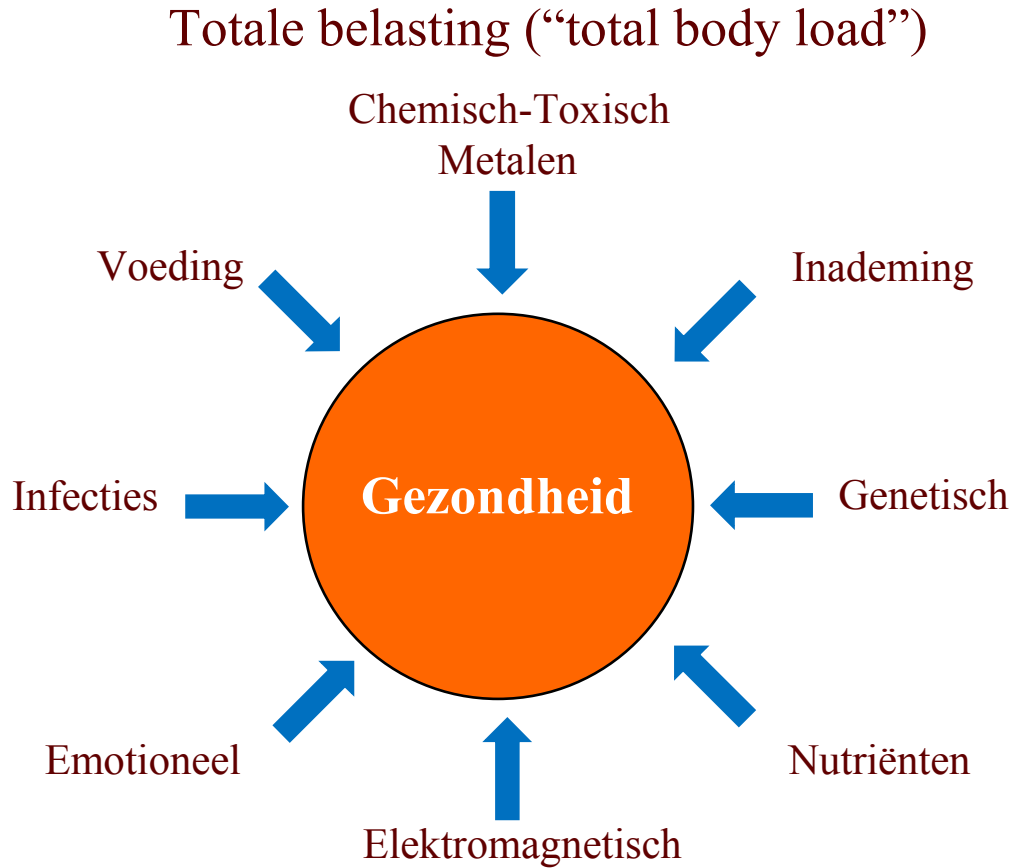 Totale belasting (“total body load”)
Chemisch-Toxisch
Metalen
Voeding
Inademing
Infecties
Gezondheid
Genetisch
Emotioneel
Nutriënten
Elektromagnetisch